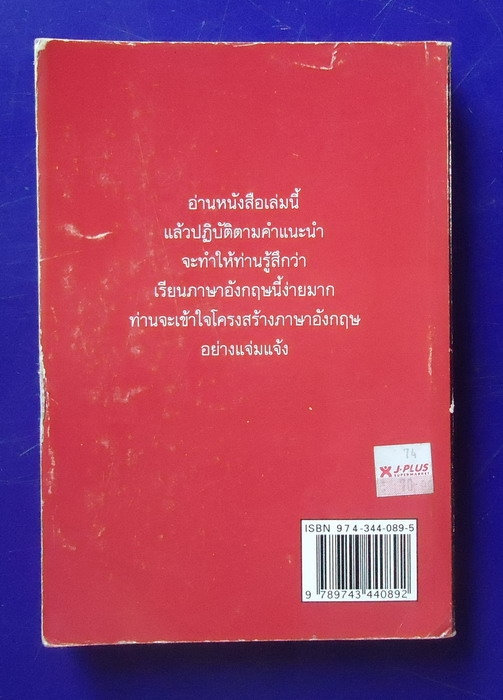 อ่านหนังสือเล่มนี้
แล้วปฏิบัติตามคำแนะนำ
จะทำให้ท่านรู้สึกว่า
เรียนภาษาอังกฤษนี้ง่ายมาก
ท่านจะเข้าใจโครงสร้างภาษาอังกฤษ
อย่างแจ่มแจ้ง
74
J-PLUS
SUPERMARKET
70
ISBN 974-344-089-5
9 789743 440892